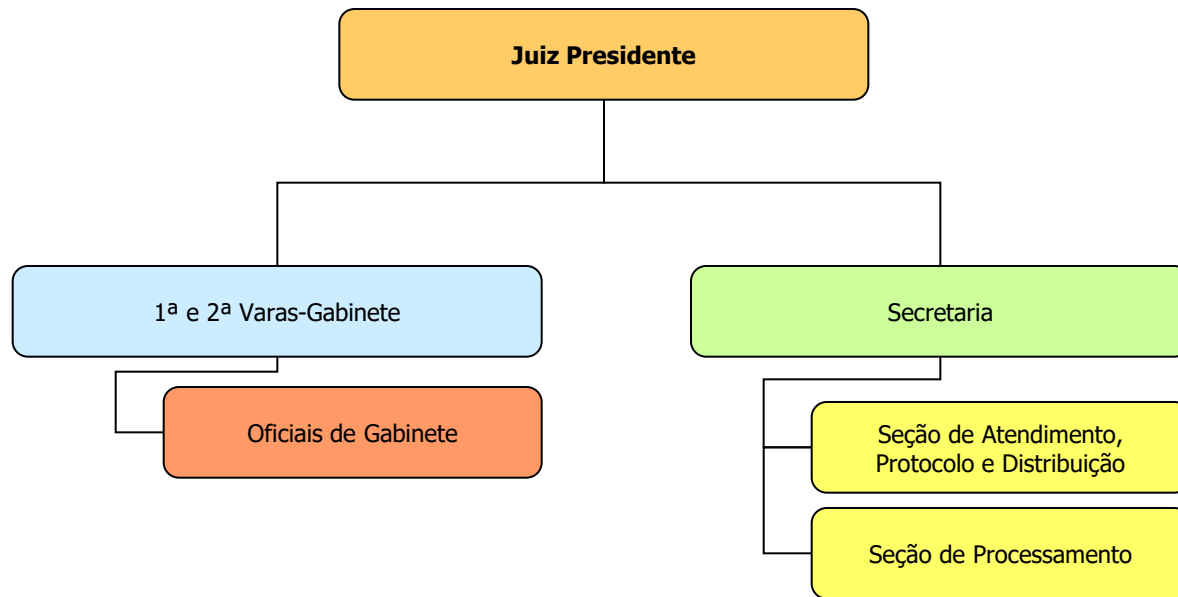 Juiz Presidente
1ª e 2ª Varas-Gabinete
Oficiais de Gabinete
Secretaria
Seção de Atendimento,
Protocolo e Distribuição
Seção de Processamento